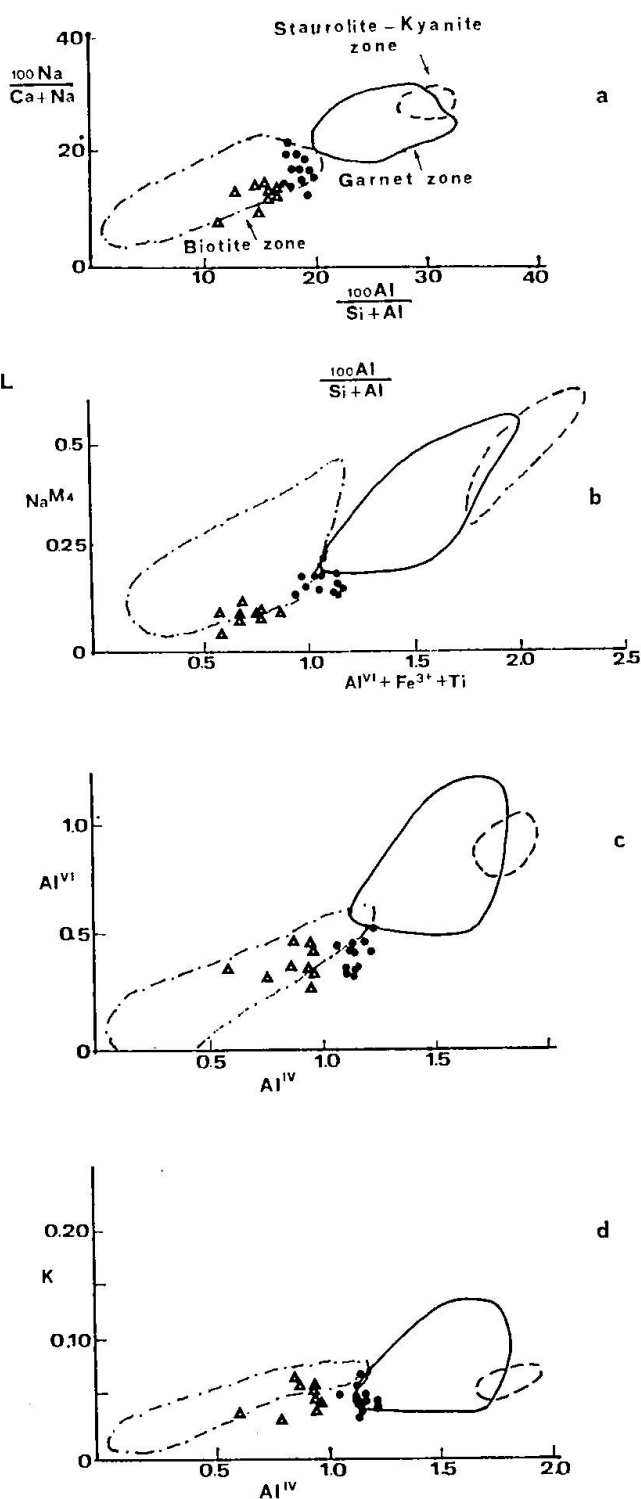 Staurolite - Kyanite
zone
40
100Na
Ca+Na
a
20
Garnet zone
Biotite zone
0
10 20 30 40
100Al
Si+Al
100Al
Si+Al
L
0.5
NaM4
b
0.25
0
0.5 1.0 1.5 2.0 2.5
AlVI + Fe3+ + Ti
1.0
c
AlVI
0.5
0
0.5 1.0 1.5
AlIV
0.20
d
K
0.10
0
0.5 1.0 1.5 2.0
AlIV